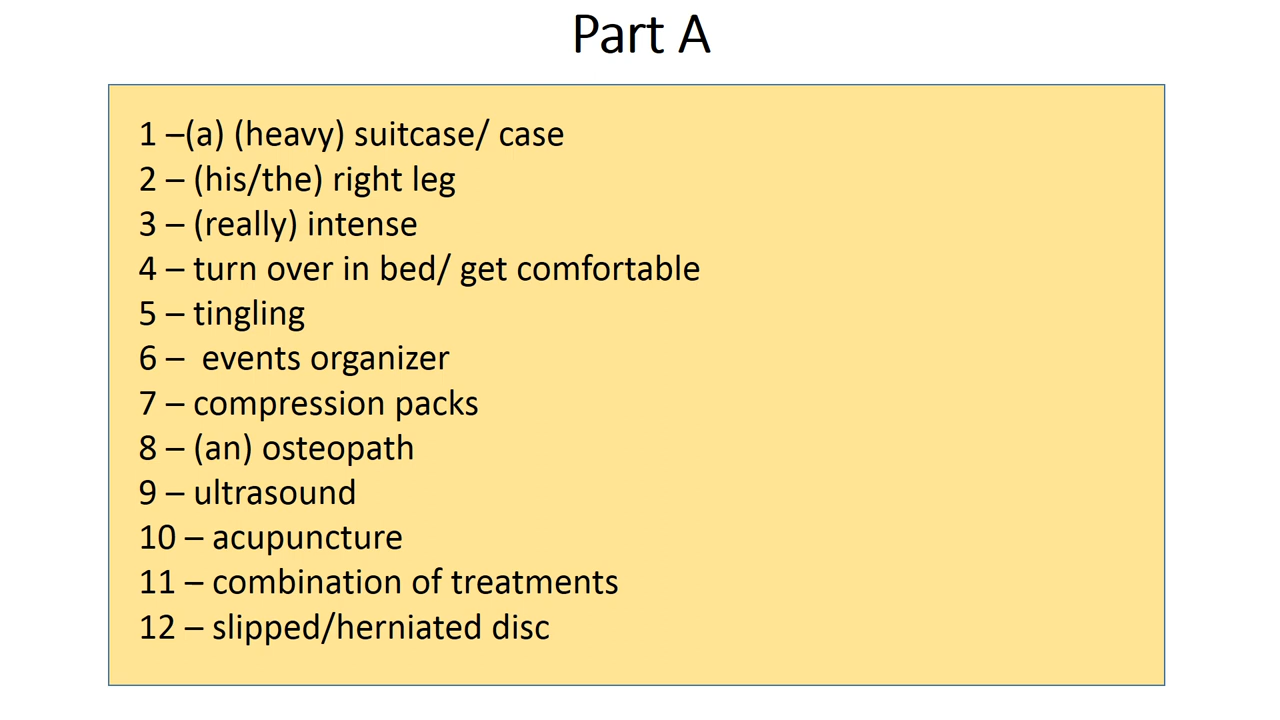 Part A
1 –(a) (heavy) suitcase/ case
2 – (his/the) right leg
3 – (really) intense
4 – turn over in bed/ get comfortable
5 – tingling
6 –  events organizer
7 – compression packs
8 – (an) osteopath
9 – ultrasound
10 – acupuncture
11 – combination of treatments
12 – slipped/herniated disc